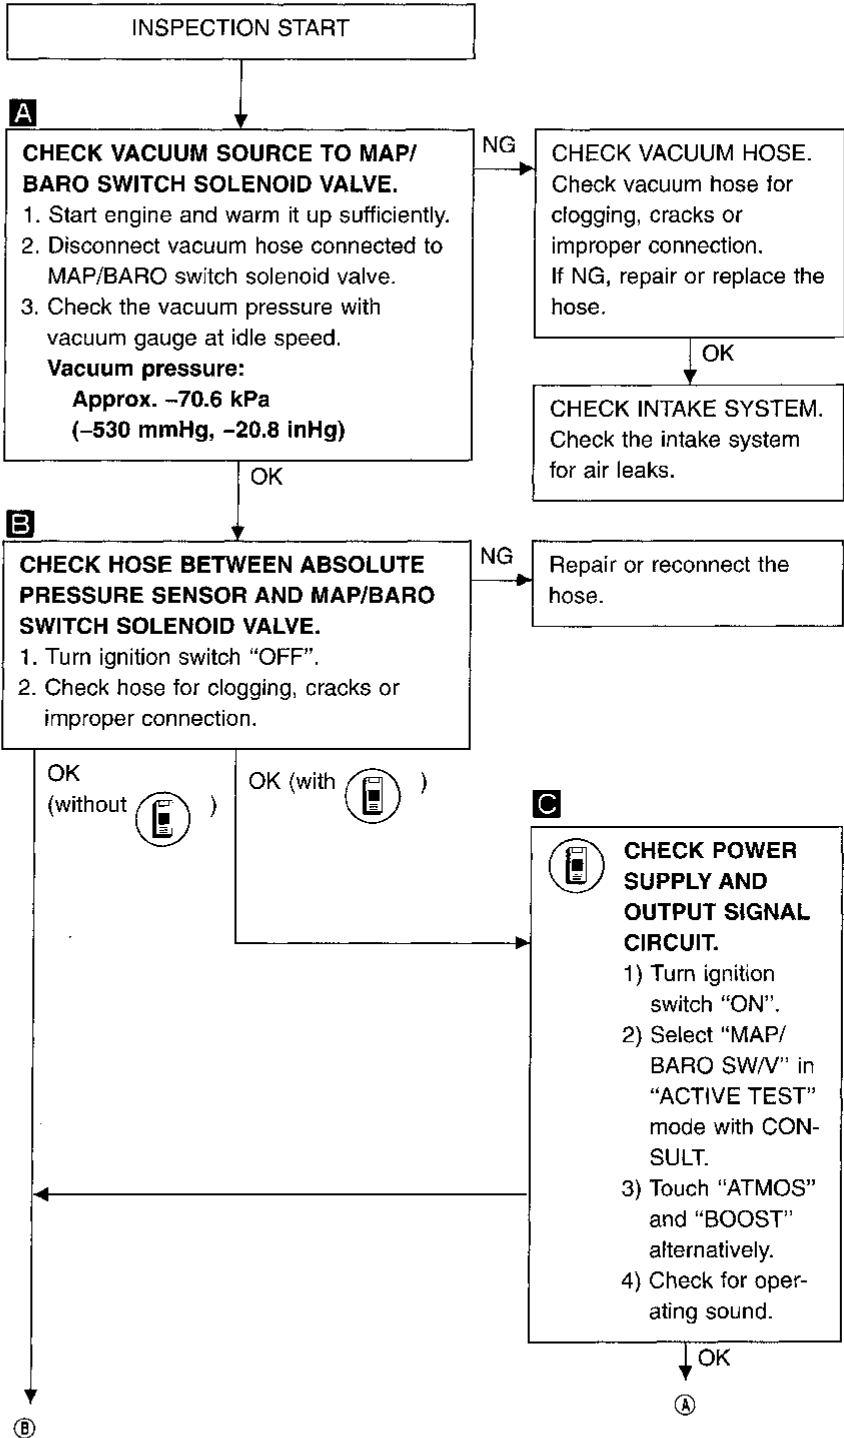 INSPECTION START
A
CHECK VACUUM SOURCE TO MAP/
BARO SWITCH SOLENOID VALVE.
1. Start engine and warm it up sufficiently.
2. Disconnect vacuum hose connected to
MAP/BARO switch solenoid valve.
3. Check the vacuum pressure with
vacuum gauge at idle speed.
Vacuum pressure:
Approx. –70.6 kPa
(–530 mmHg, –20.8 inHg)
NG
CHECK VACUUM HOSE.
Check vacuum hose for
clogging, cracks or
improper connection.
If NG, repair or replace the
hose.
OK
CHECK INTAKE SYSTEM.
Check the intake system
for air leaks.
OK
B
CHECK HOSE BETWEEN ABSOLUTE
PRESSURE SENSOR AND MAP/BARO
SWITCH SOLENOID VALVE.
1. Turn ignition switch “OFF”.
2. Check hose for clogging, cracks or
improper connection.
NG
Repair or reconnect the
hose.
OK
(without )
OK (with )
C
CHECK POWER
SUPPLY AND
OUTPUT SIGNAL
CIRCUIT.
1) Turn ignition
switch “ON”.
2) Select “MAP/
BARO SW/V” in
“ACTIVE TEST”
mode with CON-
SULT.
3) Touch “ATMOS”
and “BOOST”
alternatively.
4) Check for oper-
ating sound.
OK
Ⓐ
Ⓑ